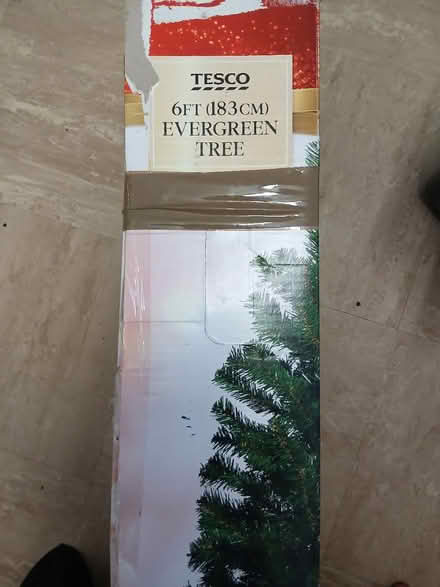 TESCO
6FT (183CM)
EVERGREEN
TREE